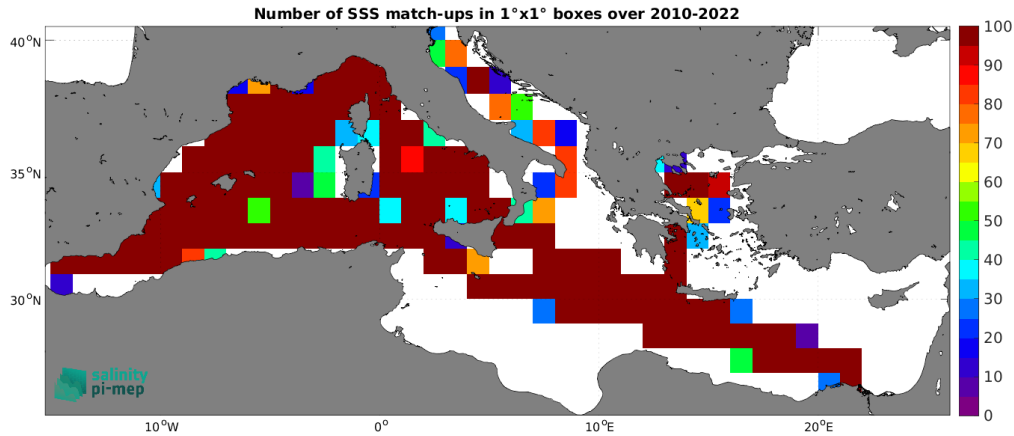 Number of SSS match-ups in 1°x1° boxes over 2010-2022
40°N
35°N
30°N
10°W
0°
10°E
20°E
100
90
80
70
60
50
40
30
20
10
0
salinity
pi-mep